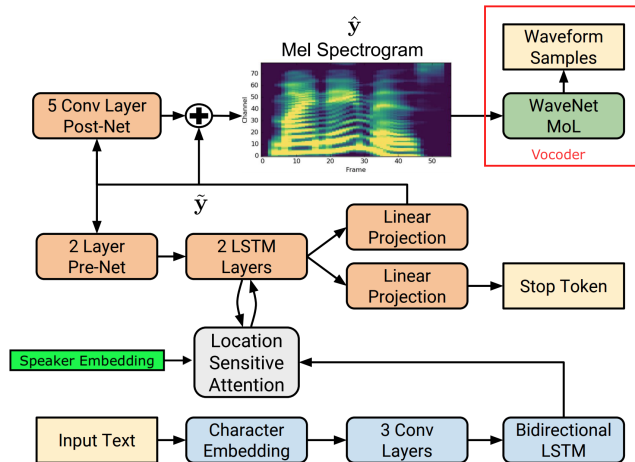 ŷ
Mel Spectrogram
Waveform
Samples
5 Conv Layer
Post-Net
+
Channel
70
60
50
40
30
20
10
0
0
10
20
30
40
50
Frame
WaveNet
MoL
Vocoder
ỹ
2 Layer
Pre-Net
2 LSTM
Layers
Linear
Projection
Linear
Projection
Stop Token
Speaker Embedding
Location
Sensitive
Attention
Input Text
Character
Embedding
3 Conv
Layers
Bidirectional
LSTM